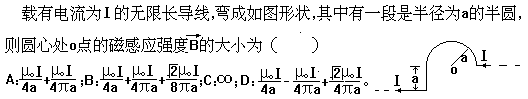 载有电流为I的无限长导线,弯成如图形状,其中有一段是半径为a的半圆,
则圆心处o点的磁感应强度B⃗的大小为(  )
A:μ₀I/4a+μ₀I/4πa;B:μ₀I/4a+μ₀I/4πa+√2μ₀I/8πa;C:∞;D:μ₀I/4a-μ₀I/4πa+√2μ₀I/4πa。
a
I
o
a
I